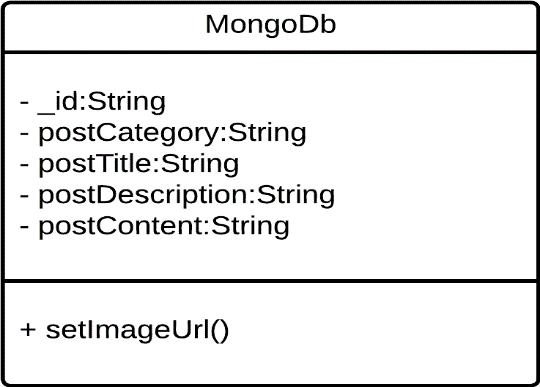 MongoDb
- _id:String
- postCategory:String
- postTitle:String
- postDescription:String
- postContent:String
+ setImageUrl()